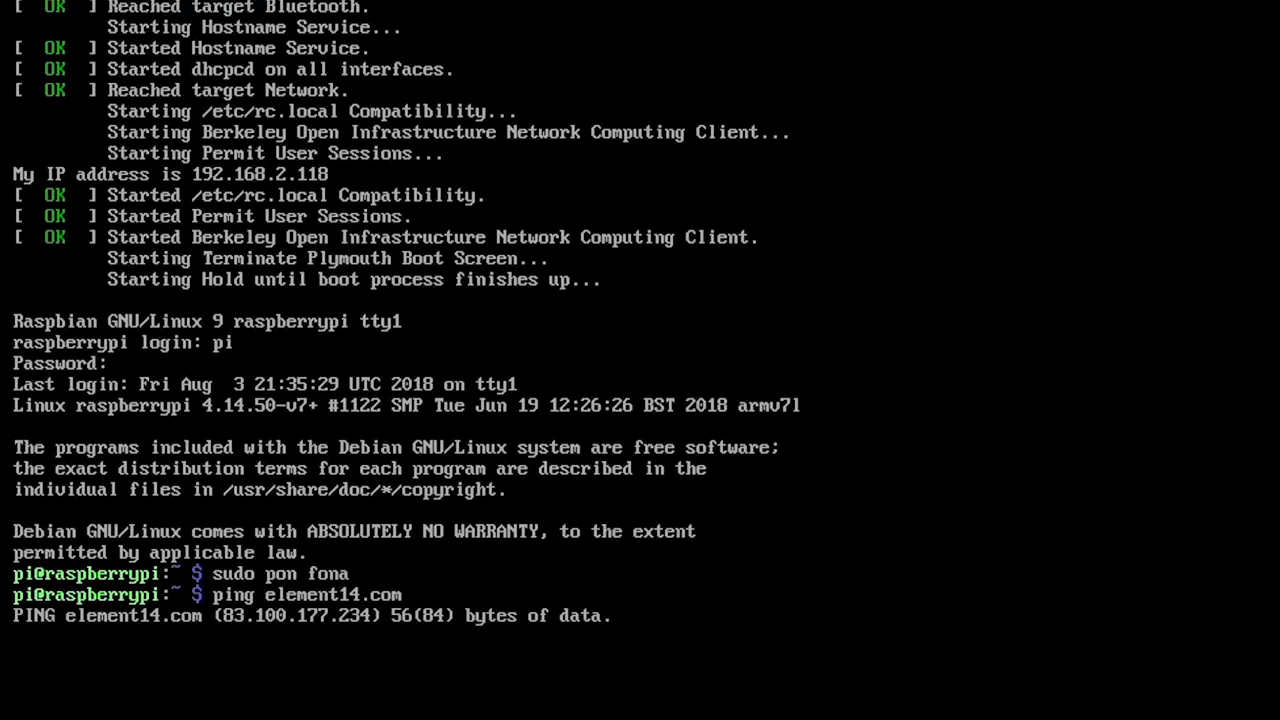 [  OK  ] Reached target Bluetooth.
         Starting Hostname Service...
[  OK  ] Started Hostname Service.
[  OK  ] Started dhcpcd on all interfaces.
[  OK  ] Reached target Network.
         Starting /etc/rc.local Compatibility...
         Starting Berkeley Open Infrastructure Network Computing Client...
         Starting Permit User Sessions...
My IP address is 192.168.2.118
[  OK  ] Started /etc/rc.local Compatibility.
[  OK  ] Started Permit User Sessions.
[  OK  ] Started Berkeley Open Infrastructure Network Computing Client.
         Starting Terminate Plymouth Boot Screen...
         Starting Hold until boot process finishes up...

Raspbian GNU/Linux 9 raspberrypi tty1
raspberrypi login: pi
Password:
Last login: Fri Aug  3 21:35:29 UTC 2018 on tty1
Linux raspberrypi 4.14.50-v7+ #1122 SMP Tue Jun 19 12:26:26 BST 2018 armv7l

The programs included with the Debian GNU/Linux system are free software;
the exact distribution terms for each program are described in the
individual files in /usr/share/doc/*/copyright.

Debian GNU/Linux comes with ABSOLUTELY NO WARRANTY, to the extent
permitted by applicable law.
pi@raspberrypi:~ $ sudo pon fona
pi@raspberrypi:~ $ ping element14.com
PING element14.com (83.100.177.234) 56(84) bytes of data.